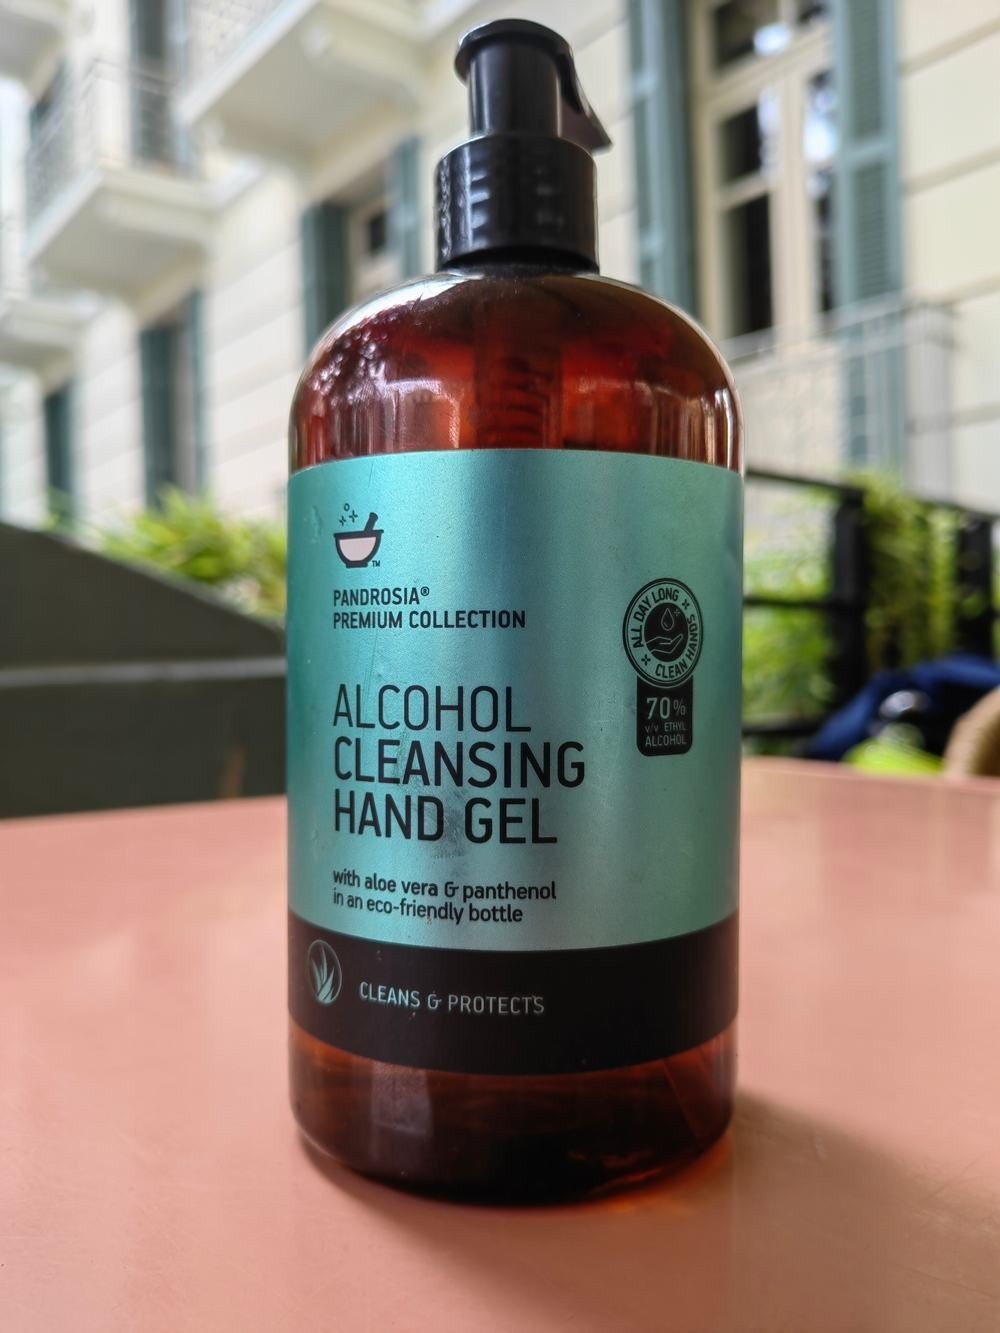 TM
PANDROSIA®
PREMIUM COLLECTION
ALL DAY LONG
CLEAN HANDS
70%
v/v ETHYL
ALCOHOL
ALCOHOL
CLEANSING
HAND GEL
with aloe vera & panthenol
in an eco-friendly bottle
CLEANS & PROTECTS